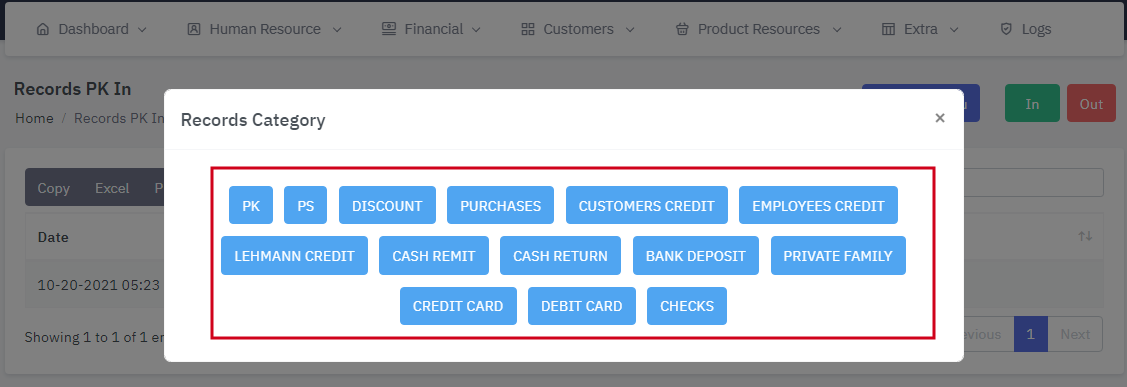 Dashboard Human Resource Financial Customers Product Resources Extra Logs
Records PK In
Home / Records PK In
In Out
Records Category ×
Copy Excel
PK PS DISCOUNT PURCHASES CUSTOMERS CREDIT EMPLOYEES CREDIT
LEHMANN CREDIT CASH REMIT CASH RETURN BANK DEPOSIT PRIVATE FAMILY
CREDIT CARD DEBIT CARD CHECKS
Date
10-20-2021 05:23
Showing 1 to 1 of 1
1 Next